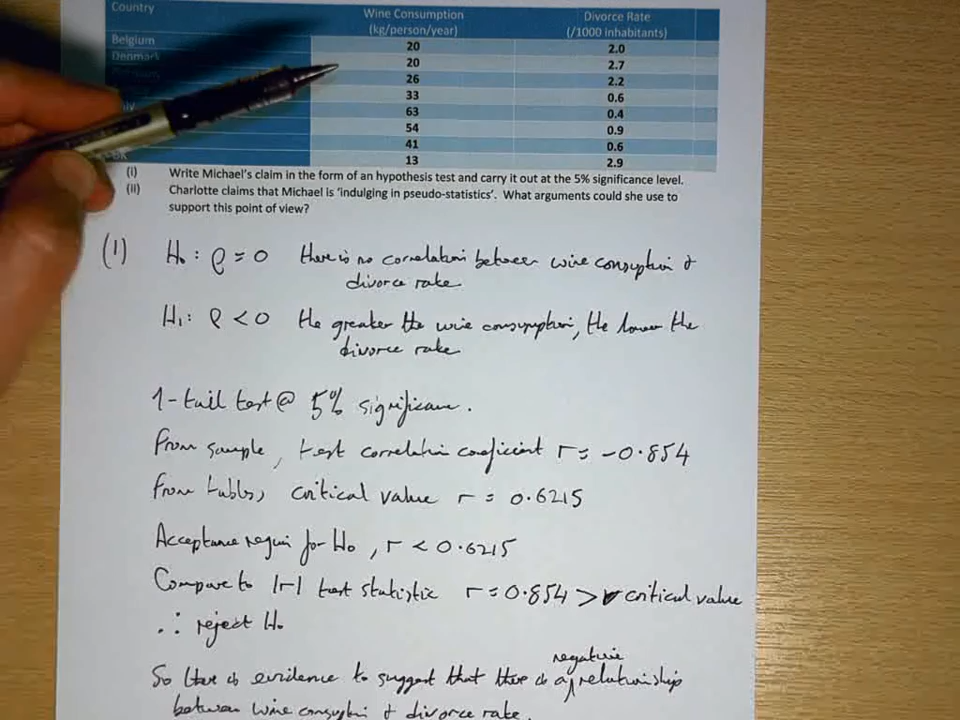 Country Wine Consumption Divorce Rate
(kg/person/year) (/1000 inhabitants)
Belgium 20 2.0
Denmark 20 2.7
26 2.2
33 0.6
63 0.4
54 0.9
41 0.6
13 2.9
(i) Write Michael's claim in the form of an hypothesis test and carry it out at the 5% significance level.
(ii) Charlotte claims that Michael is 'indulging in pseudo-statistics'. What arguments could she use to
support this point of view?
(1) H₀ : ρ = 0 there is no correlation between wine consuption &
divorce rate
H₁: ρ < 0 the greater the wine consumption, the lower the
divorce rate
1-tail test @ 5% significance.
From sample, test correlation coeficient r = -0.854
From tables, critical value r = 0.6215
Acceptance region for H₀, r < 0.6215
Compare to |r| test statistic r = 0.854 > critical value
∴ reject H₀
negative
So there is evidence to suggest that there is a relationship
between wine consuption & divorce rate.